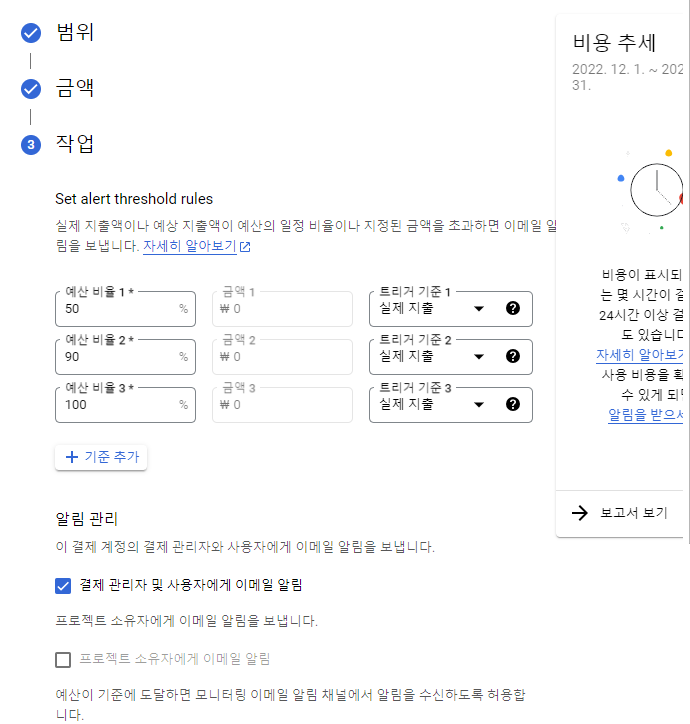 범위
금액
3 작업
Set alert threshold rules
실제 지출액이나 예상 지출액이 예산의 일정 비율이나 지정된 금액을 초과하면 이메일 알
림을 보냅니다. 자세히 알아보기
예산 비율 1 * 금액 1 트리거 기준 1
50 % ₩ 0 실제 지출
예산 비율 2 * 금액 2 트리거 기준 2
90 % ₩ 0 실제 지출
예산 비율 3 * 금액 3 트리거 기준 3
100 % ₩ 0 실제 지출
+ 기준 추가
알림 관리
이 결제 계정의 결제 관리자와 사용자에게 이메일 알림을 보냅니다.
결제 관리자 및 사용자에게 이메일 알림
프로젝트 소유자에게 이메일 알림을 보냅니다.
프로젝트 소유자에게 이메일 알림
예산이 기준에 도달하면 모니터링 이메일 알림 채널에서 알림을 수신하도록 허용합
니다.
비용 추세
2022. 12. 1. ~ 202
31.
비용이 표시되
는 몇 시간이 걸
24시간 이상 걸
도 있습니다
자세히 알아보기
사용 비용을 확
수 있게 되면
알림을 받으세
보고서 보기